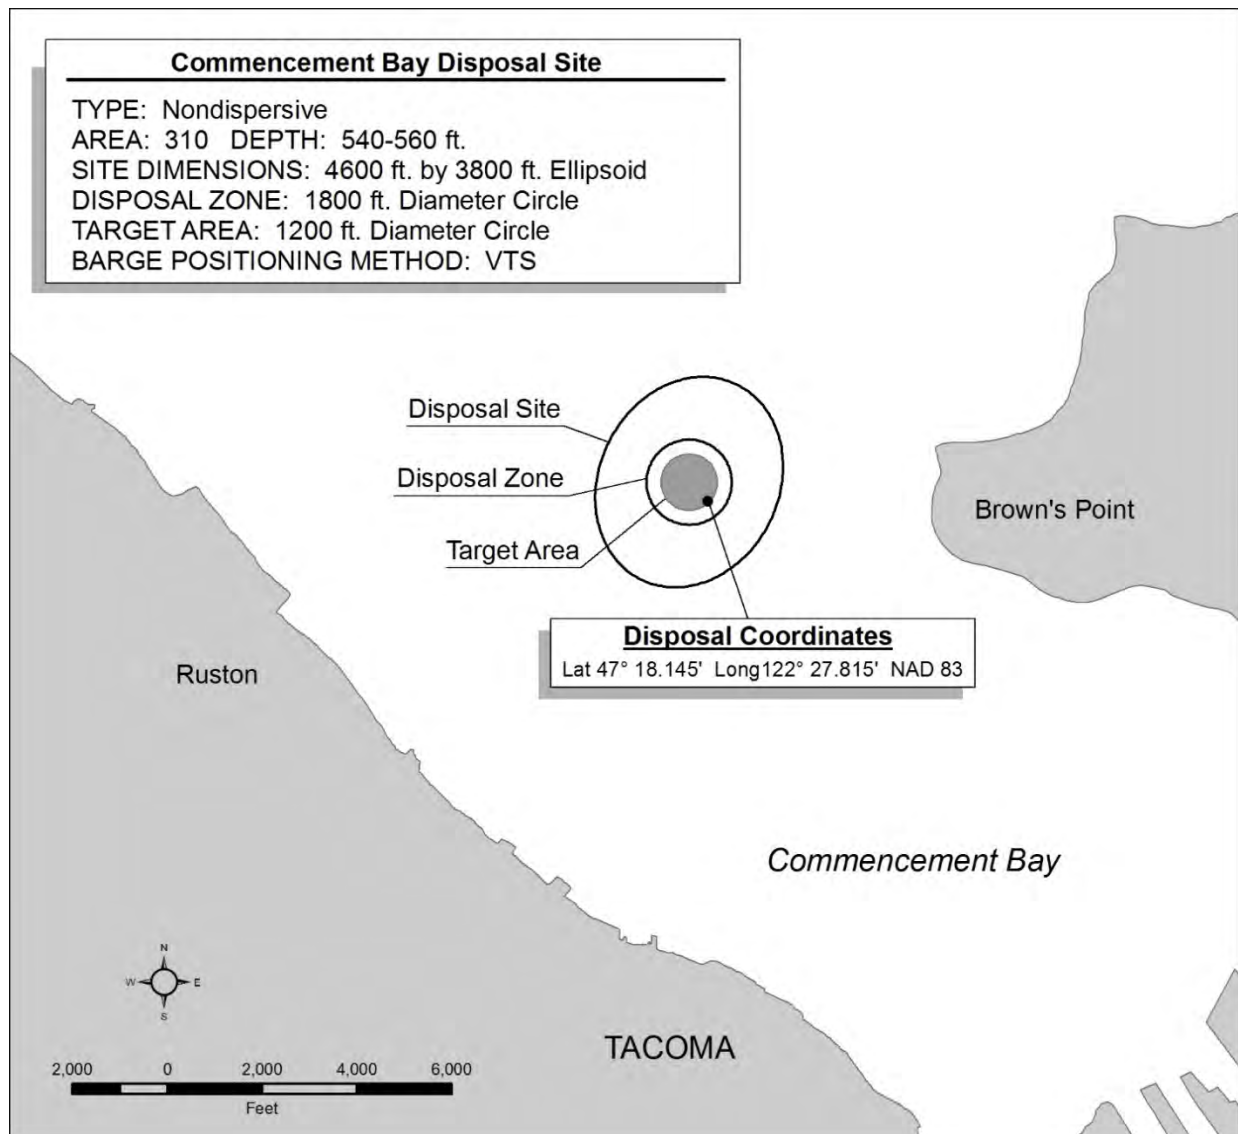 Commencement Bay Disposal Site
TYPE: Nondispersive
AREA: 310 DEPTH: 540-560 ft.
SITE DIMENSIONS: 4600 ft. by 3800 ft. Ellipsoid
DISPOSAL ZONE: 1800 ft. Diameter Circle
TARGET AREA: 1200 ft. Diameter Circle
BARGE POSITIONING METHOD: VTS
Disposal Site
Disposal Zone
Target Area
Brown's Point
Disposal Coordinates
Lat 47° 18.145' Long122° 27.815' NAD 83
Ruston
Commencement Bay
N
W E
S
TACOMA
2,000 0 2,000 4,000 6,000
Feet